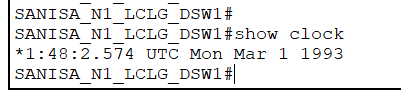 SANISA_N1_LCLG_DSW1#
SANISA_N1_LCLG_DSW1#show clock
*1:48:2.574 UTC Mon Mar 1 1993
SANISA_N1_LCLG_DSW1#